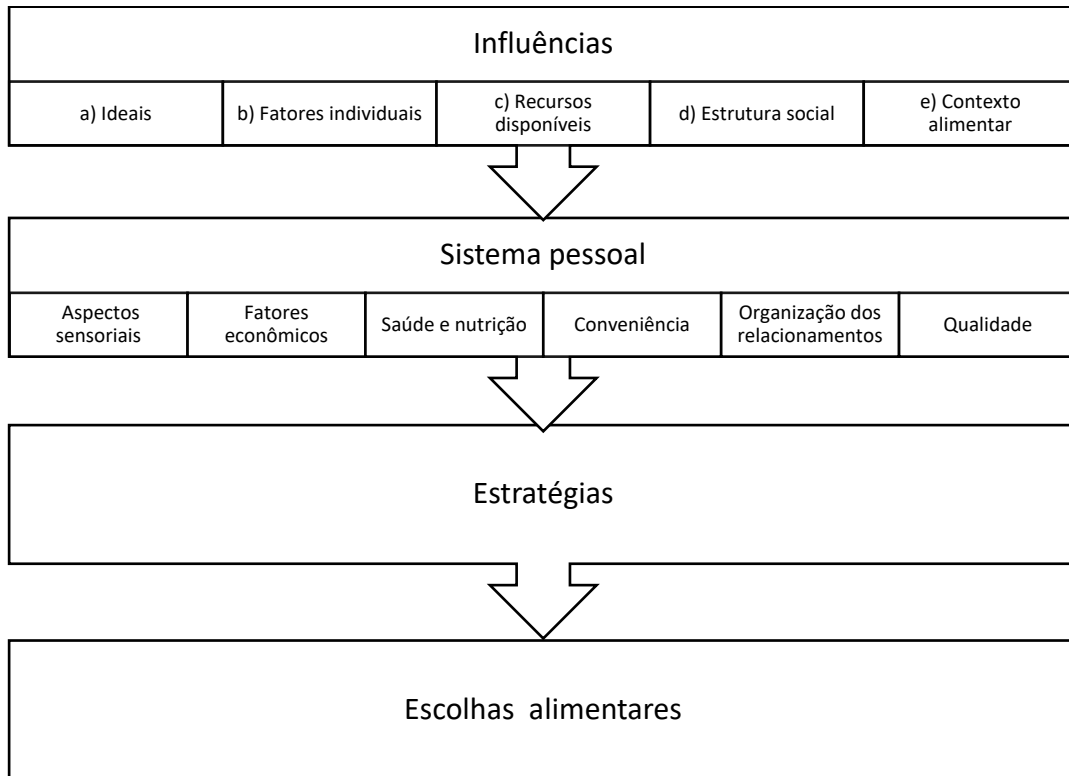 Influências
a) Ideais
b) Fatores individuais
c) Recursos
disponíveis
d) Estrutura social
e) Contexto
alimentar
Sistema pessoal
Aspectos
sensoriais
Fatores
econômicos
Saúde e nutrição
Conveniência
Organização dos
relacionamentos
Qualidade
Estratégias
Escolhas alimentares